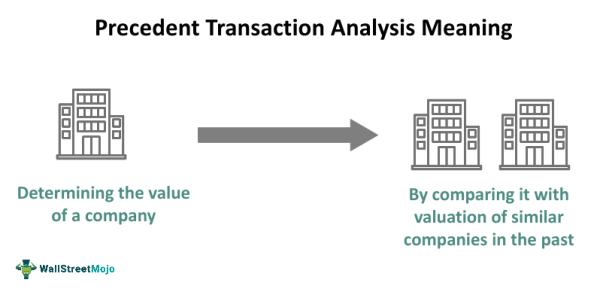 Precedent Transaction Analysis Meaning
Determining the value
of a company
By comparing it with
valuation of similar
companies in the past
WallStreetMojo